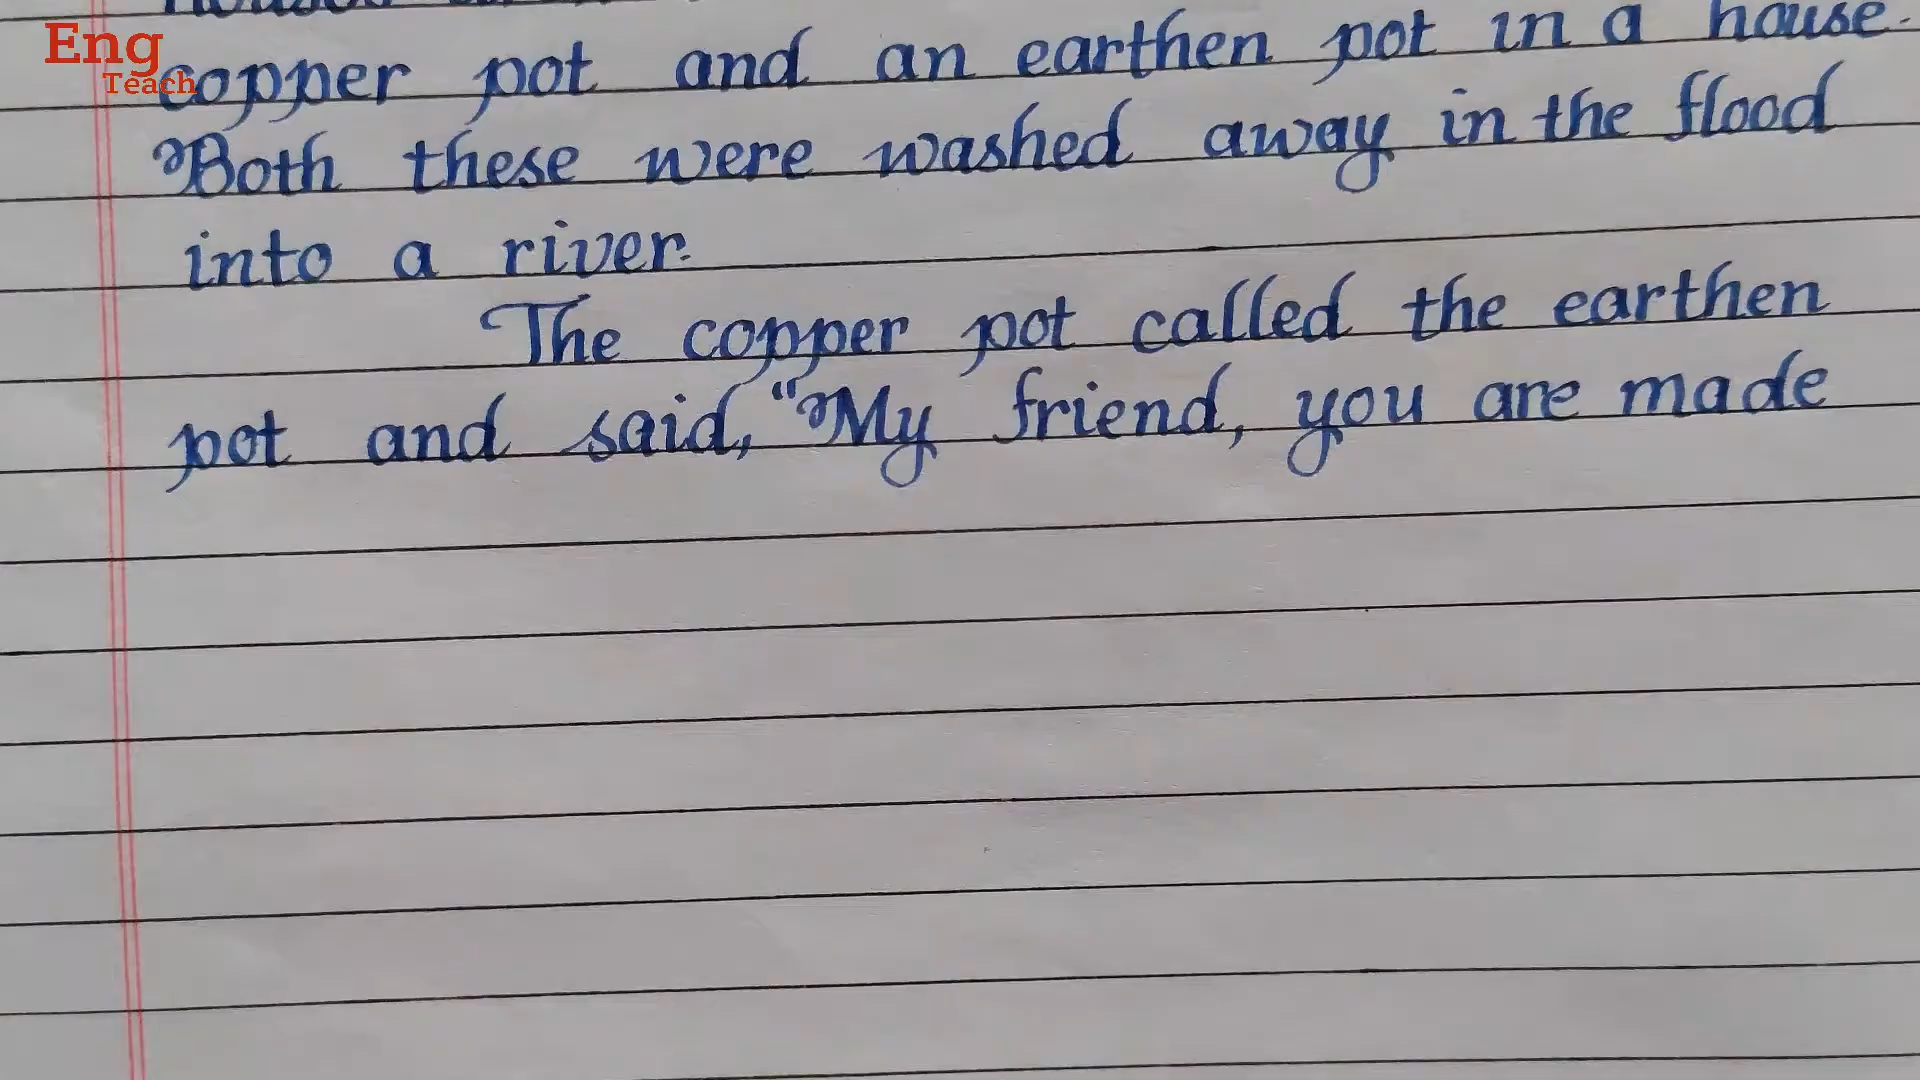 Eng
Teach
copper pot and an earthen pot in a house.
Both these were washed away in the flood
into a river.
The copper pot called the earthen
pot and said, "My friend, you are made